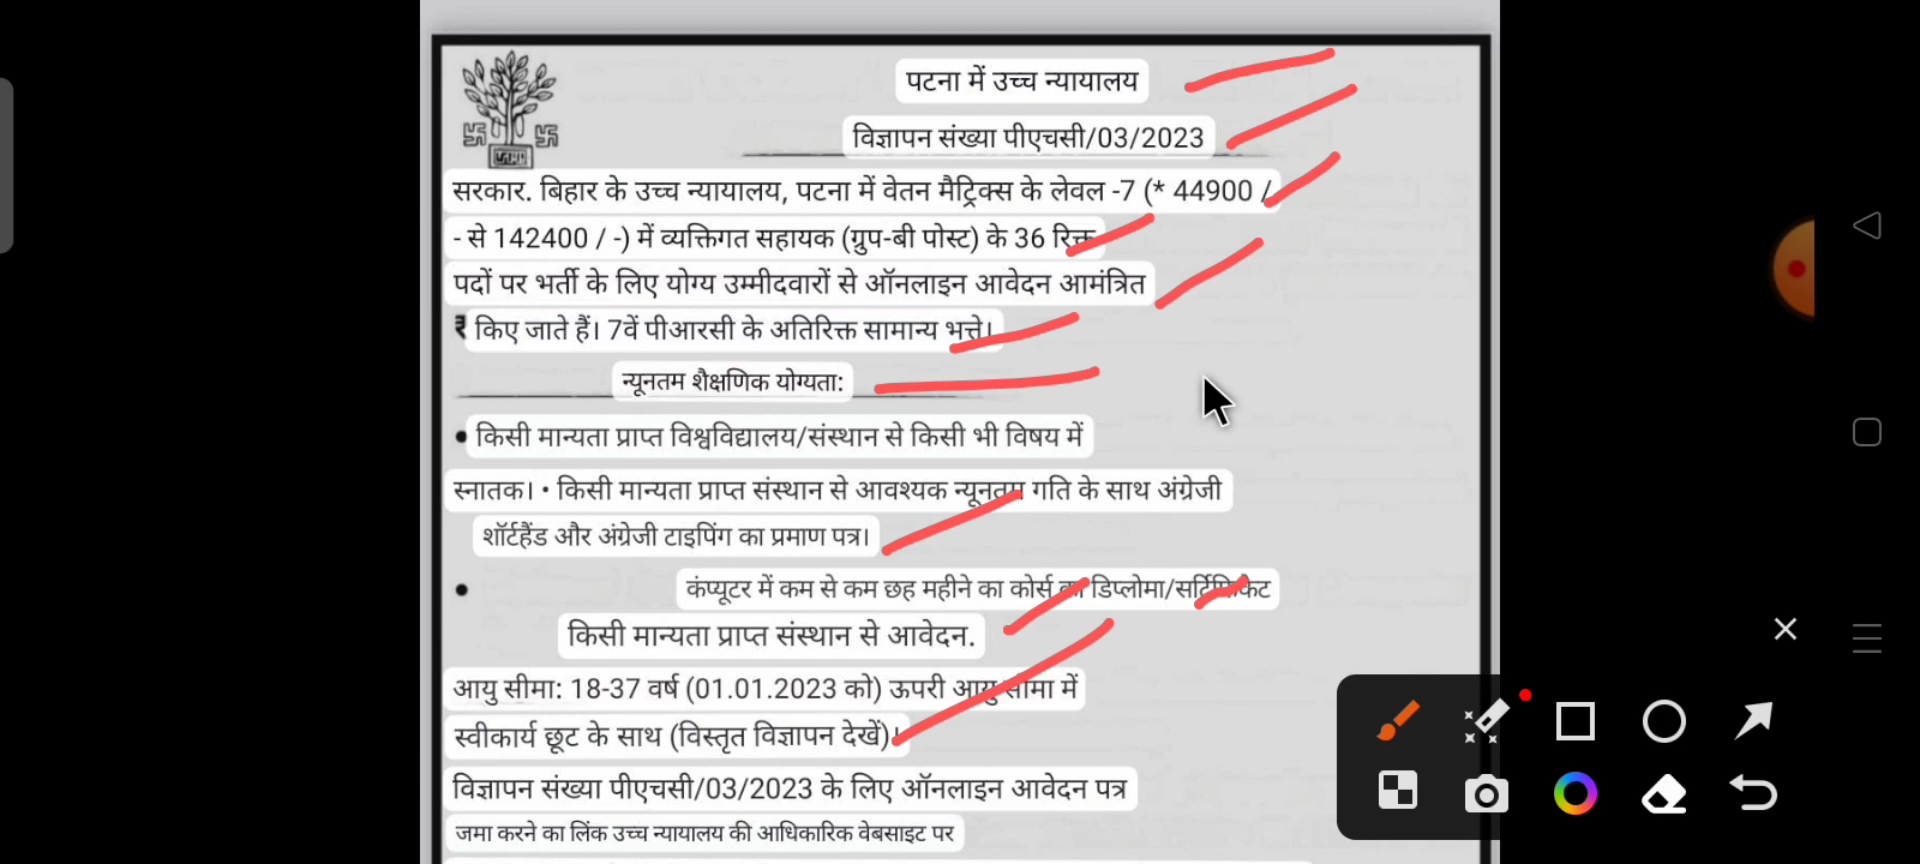 पटना में उच्च न्यायालय
विज्ञापन संख्या पीएचसी/03/2023
सरकार. बिहार के उच्च न्यायालय, पटना में वेतन मैट्रिक्स के लेवल -7 (* 44900 /
- से 142400 / -) में व्यक्तिगत सहायक (ग्रुप-बी पोस्ट) के 36 रिक्त
पदों पर भर्ती के लिए योग्य उम्मीदवारों से ऑनलाइन आवेदन आमंत्रित
₹ किए जाते हैं। 7वें पीआरसी के अतिरिक्त सामान्य भत्ते।
न्यूनतम शैक्षणिक योग्यता:
• किसी मान्यता प्राप्त विश्वविद्यालय/संस्थान से किसी भी विषय में
स्नातक। • किसी मान्यता प्राप्त संस्थान से आवश्यक न्यूनतम गति के साथ अंग्रेजी
शॉर्टहैंड और अंग्रेजी टाइपिंग का प्रमाण पत्र।
• कंप्यूटर में कम से कम छह महीने का कोर्स का डिप्लोमा/सर्टिफिकेट
किसी मान्यता प्राप्त संस्थान से आवेदन.
आयु सीमा: 18-37 वर्ष (01.01.2023 को) ऊपरी आयु सीमा में
स्वीकार्य छूट के साथ (विस्तृत विज्ञापन देखें)।
विज्ञापन संख्या पीएचसी/03/2023 के लिए ऑनलाइन आवेदन पत्र
जमा करने का लिंक उच्च न्यायालय की आधिकारिक वेबसाइट पर